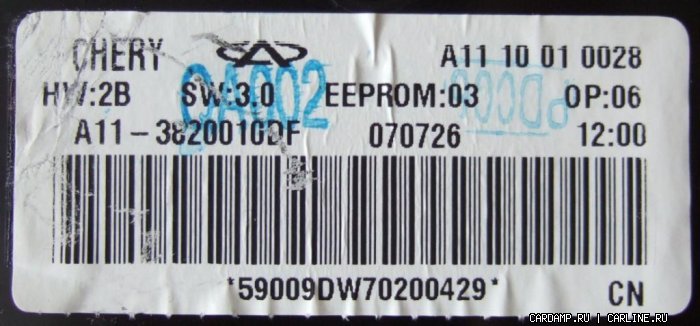 CHERY A11 10 01 0028
HW:2B SW:3.0 EEPROM:03 OP:06
QA002
A11-3820010DF 070726 12:00
*59009DW70200429* CN
CARDAMP.RU | CARLINE.RU